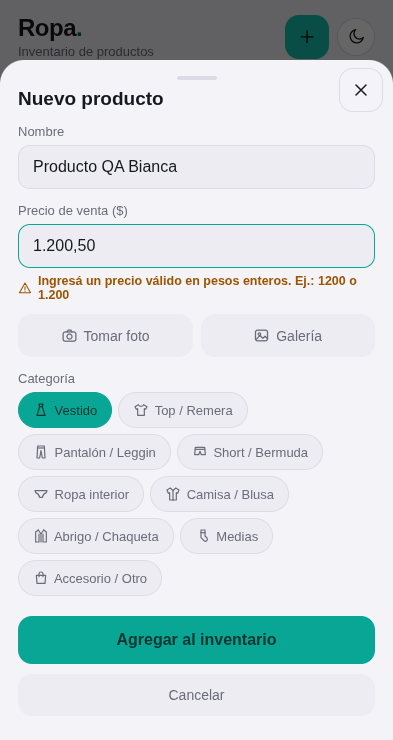 Ropa.
Inventario de productos
Nuevo producto
Nombre
Producto QA Bianca
Precio de venta ($)
1.200,50
Ingresá un precio válido en pesos enteros. Ej.: 1200 o
1.200
Tomar foto
Galería
Categoría
Vestido
Top / Remera
Pantalón / Leggin
Short / Bermuda
Ropa interior
Camisa / Blusa
Abrigo / Chaqueta
Medias
Accesorio / Otro
Agregar al inventario
Cancelar